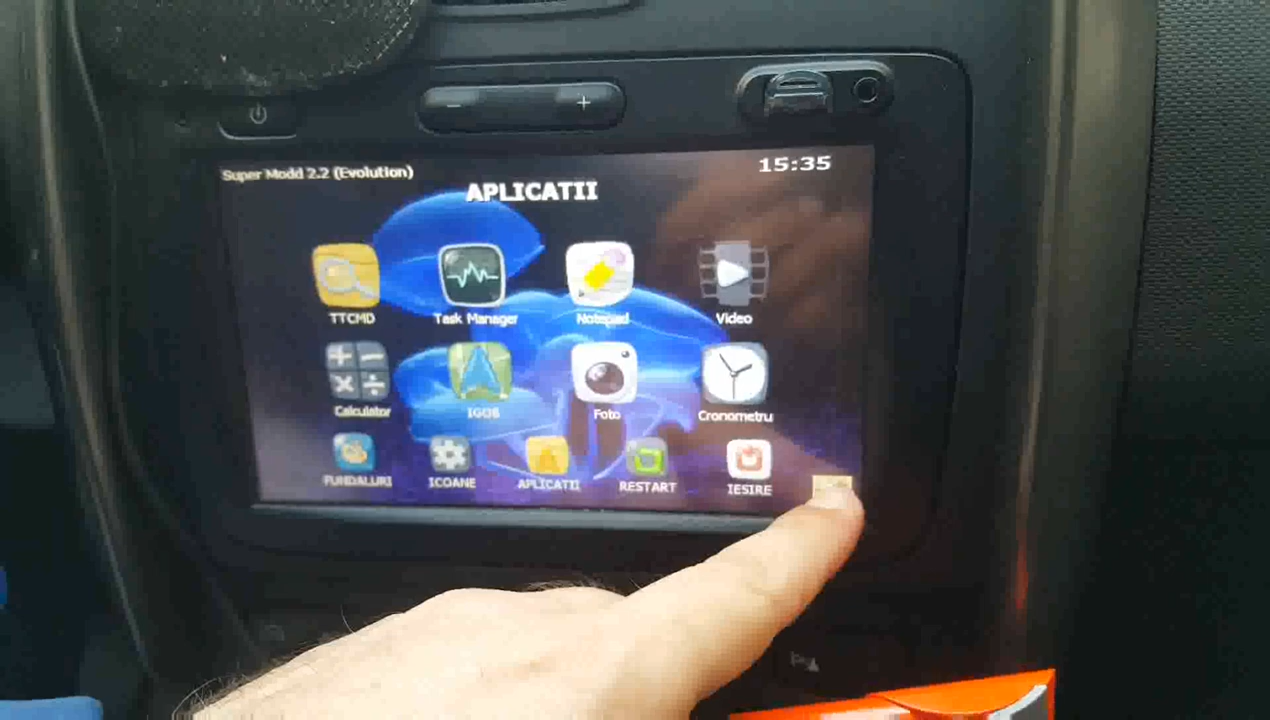 Super Modd 2.2 (Evolution)
15:35
APLICATII
TTCMD
Task Manager
Notepad
Video
Calculator
IGO8
Foto
Cronometru
FUNDALURI
ICOANE
APLICATII
RESTART
IESIRE